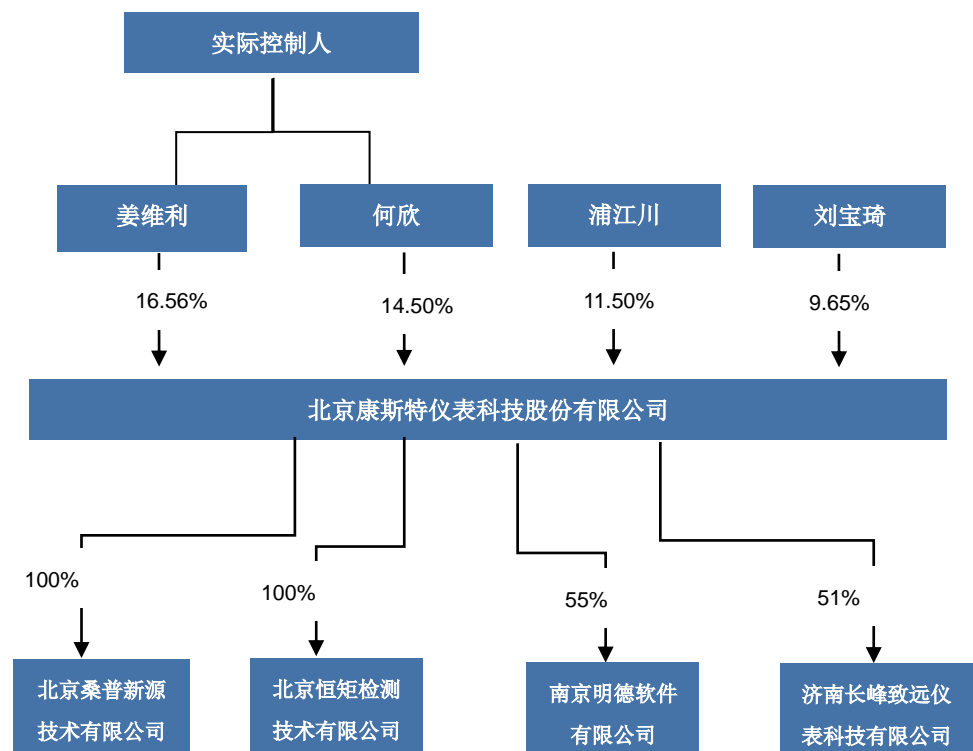 实际控制人
姜维利
何欣
浦江川
刘宝琦
16.56%
14.50%
11.50%
9.65%
北京康斯特仪表科技股份有限公司
100%
100%
55%
51%
北京桑普新源
技术有限公司
北京恒矩检测
技术有限公司
南京明德软件
有限公司
济南长峰致远仪
表科技有限公司